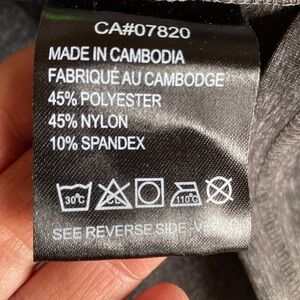 CA#07820
MADE IN CAMBODIA
FABRIQUÉ AU CAMBODGE
45% POLYESTER
45% NYLON
10% SPANDEX
30°C CL 110°C
SEE REVERSE SIDE -